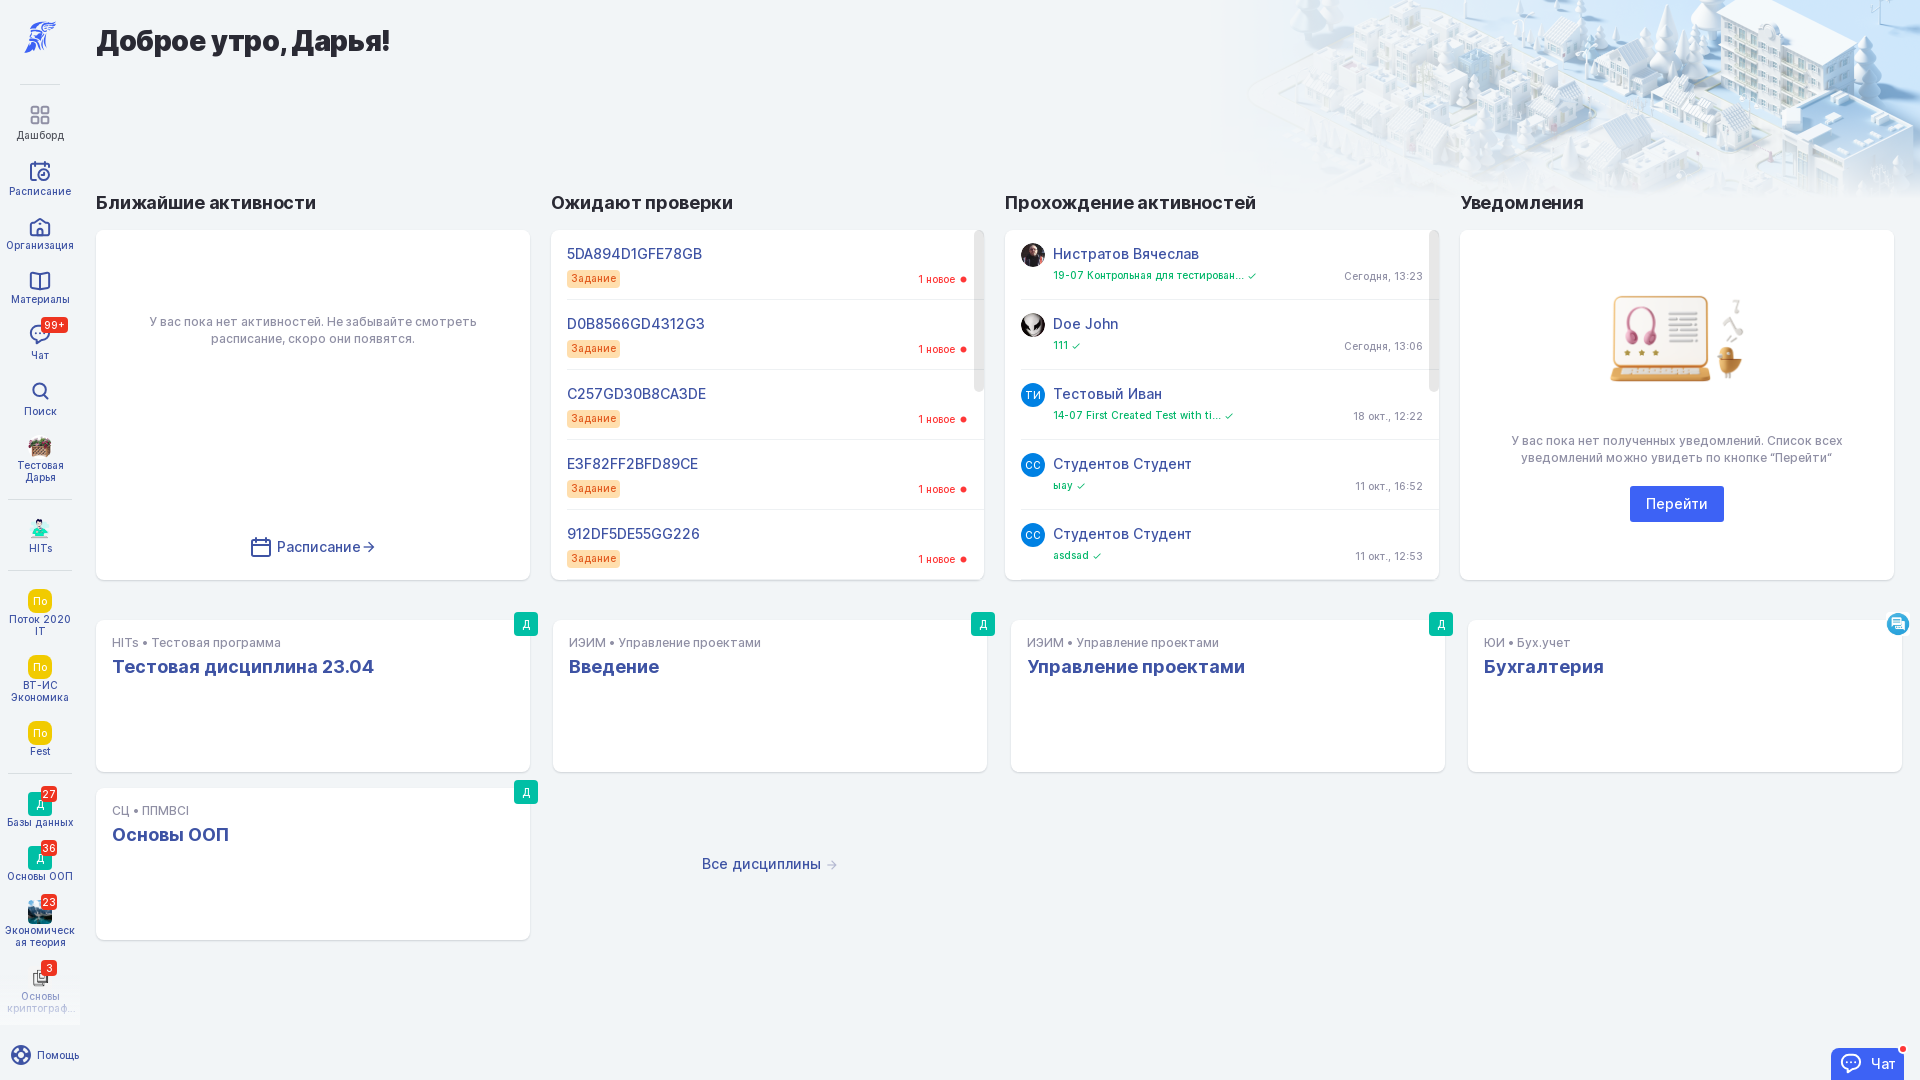 Доброе утро, Дарья!
Дашборд
Расписание
Организация
Материалы
99+
Чат
Поиск
Тестовая
Дарья
HITs
По
Поток 2020
IT
По
ВТ-ИС
Экономика
По
Fest
27
Д
Базы данных
36
Д
Основы ООП
23
Экономическ
ая теория
3
Основы
криптограф...
Помощь
Ближайшие активности
У вас пока нет активностей. Не забывайте смотреть
расписание, скоро они появятся.
Расписание
Ожидают проверки
5DA894D1GFE78GB
Задание
1 новое
D0B8566GD4312G3
Задание
1 новое
C257GD30B8CA3DE
Задание
1 новое
E3F82FF2BFD89CE
Задание
1 новое
912DF5DE55GG226
Задание
1 новое
Прохождение активностей
Нистратов Вячеслав
19-07 Контрольная для тестирован...
Сегодня, 13:23
Doe John
111
Сегодня, 13:06
ТИ
Тестовый Иван
14-07 First Created Test with ti...
18 окт., 12:22
СС
Студентов Студент
ыау
11 окт., 16:52
СС
Студентов Студент
asdsad
11 окт., 12:53
Уведомления
У вас пока нет полученных уведомлений. Список всех
уведомлений можно увидеть по кнопке “Перейти”
Перейти
Д
HITs • Тестовая программа
Тестовая дисциплина 23.04
Д
ИЭИМ • Управление проектами
Введение
Д
ИЭИМ • Управление проектами
Управление проектами
ЮИ • Бух.учет
Бухгалтерия
Д
СЦ • ППМВСІ
Основы ООП
Все дисциплины
Чат